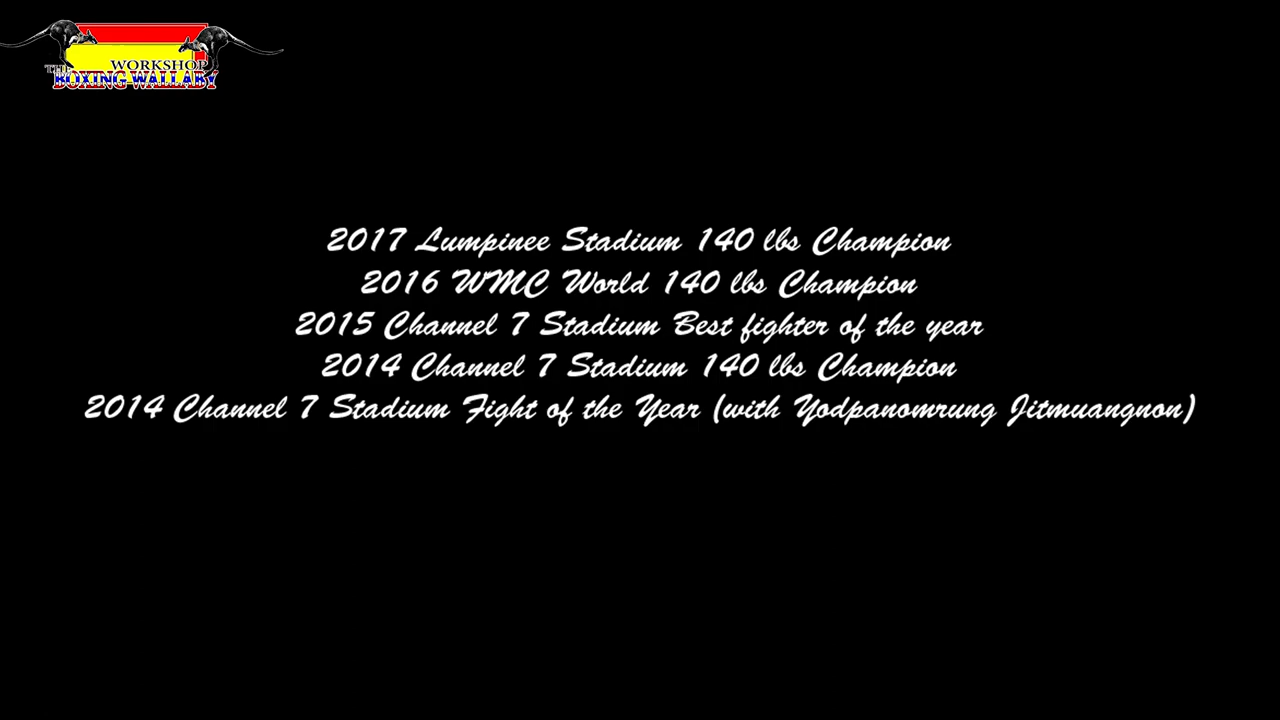 THE WORKSHOP
BOXING WALLABY
2017 Lumpinee Stadium 140 lbs Champion
2016 WMC World 140 lbs Champion
2015 Channel 7 Stadium Best fighter of the year
2014 Channel 7 Stadium 140 lbs Champion
2014 Channel 7 Stadium Fight of the Year (with Yodpanomrung Jitmuangnon)